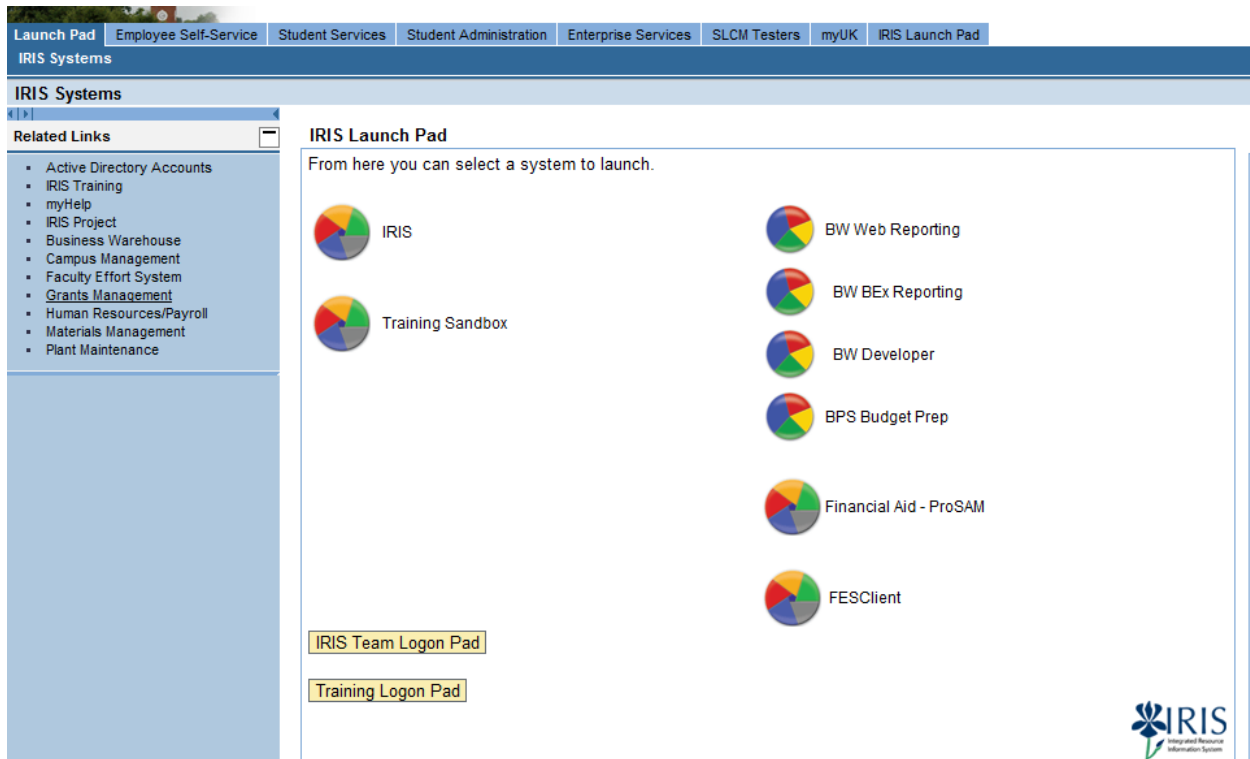 Launch Pad Employee Self-Service Student Services Student Administration Enterprise Services SLCM Testers myUK IRIS Launch Pad
IRIS Systems
IRIS Systems
Related Links
Active Directory Accounts
IRIS Training
myHelp
IRIS Project
Business Warehouse
Campus Management
Faculty Effort System
Grants Management
Human Resources/Payroll
Materials Management
Plant Maintenance
IRIS Launch Pad
From here you can select a system to launch.
IRIS
Training Sandbox
BW Web Reporting
BW BEx Reporting
BW Developer
BPS Budget Prep
Financial Aid - ProSAM
FESClient
IRIS Team Logon Pad
Training Logon Pad
IRIS
Integrated Resource
Information System